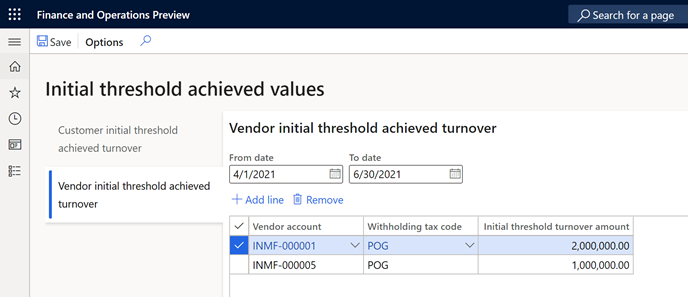 Finance and Operations Preview
Search for a page
Save
Options
Initial threshold achieved values
Customer initial threshold
achieved turnover
Vendor initial threshold achieved
turnover
Vendor initial threshold achieved turnover
From date
To date
4/1/2021
6/30/2021
Add line
Remove
Vendor account
Withholding tax code
Initial threshold turnover amount
INMF-000001
POG
2,000,000.00
INMF-000005
POG
1,000,000.00